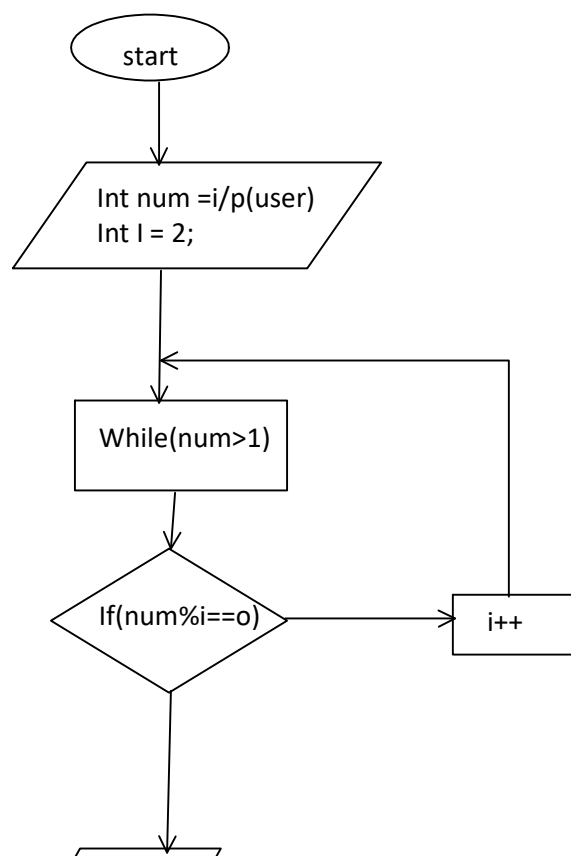 start
Int num =i/p(user)
Int I = 2;
While(num>1)
If(num%i==o)
i++